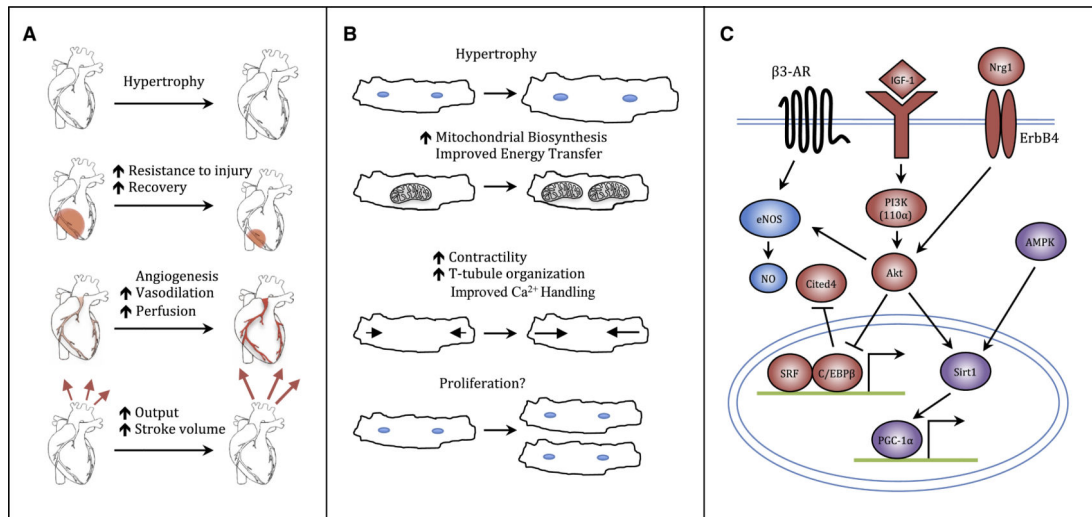 A
Hypertrophy
🡹 Resistance to injury
🡹 Recovery
Angiogenesis
🡹 Vasodilation
🡹 Perfusion
🡹 Output
🡹 Stroke volume
B
Hypertrophy
🡹 Mitochondrial Biosynthesis
Improved Energy Transfer
🡹 Contractility
🡹 T-tubule organization
Improved Ca²⁺ Handling
Proliferation?
C
β3-AR
IGF-1
Nrg1
ErbB4
PI3K
(110α)
eNOS
AMPK
NO
Cited4
Akt
SRF
C/EBPβ
Sirt1
PGC-1α